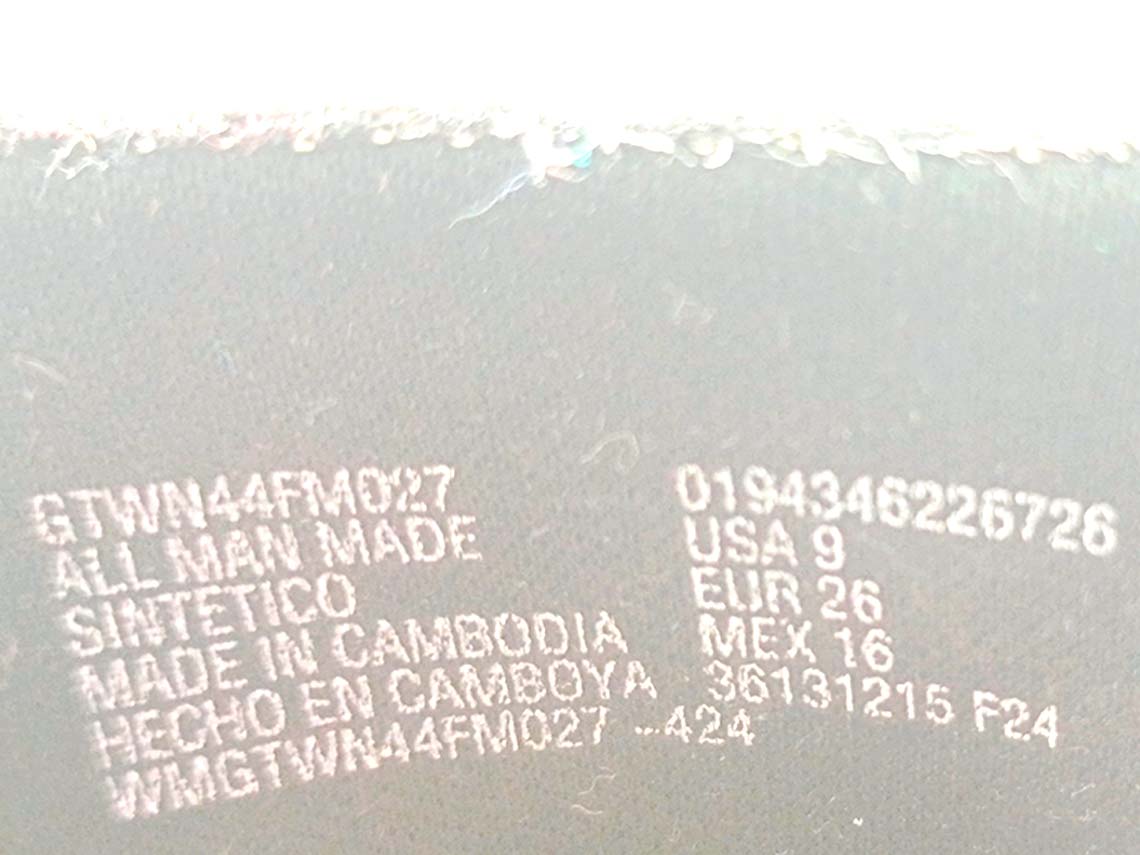 GTWN44FM027
ALL MAN MADE
SINTETICO
MADE IN CAMBODIA
HECHO EN CAMBOYA
WMGTWN44FM027 ...424
0194346226726
USA 9
EUR 26
MEX 16
36131215 F24